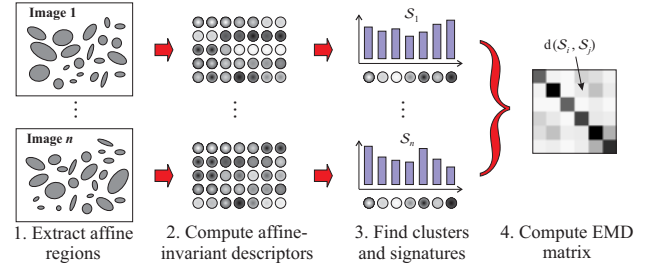 Image 1
Image n
S1
Sn
d(Si, Sj)
1. Extract affine
regions
2. Compute affine-
invariant descriptors
3. Find clusters
and signatures
4. Compute EMD
matrix